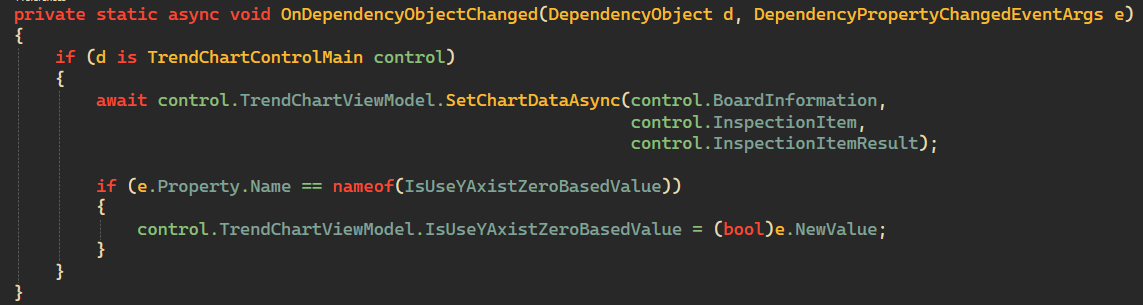 private static async void OnDependencyObjectChanged(DependencyObject d, DependencyPropertyChangedEventArgs e)
{
    if (d is TrendChartControlMain control)
    {
        await control.TrendChartViewModel.SetChartDataAsync(control.BoardInformation,
                                                            control.InspectionItem,
                                                            control.InspectionItemResult);

        if (e.Property.Name == nameof(IsUseYAxistZeroBasedValue))
        {
            control.TrendChartViewModel.IsUseYAxistZeroBasedValue = (bool)e.NewValue;
        }
    }
}